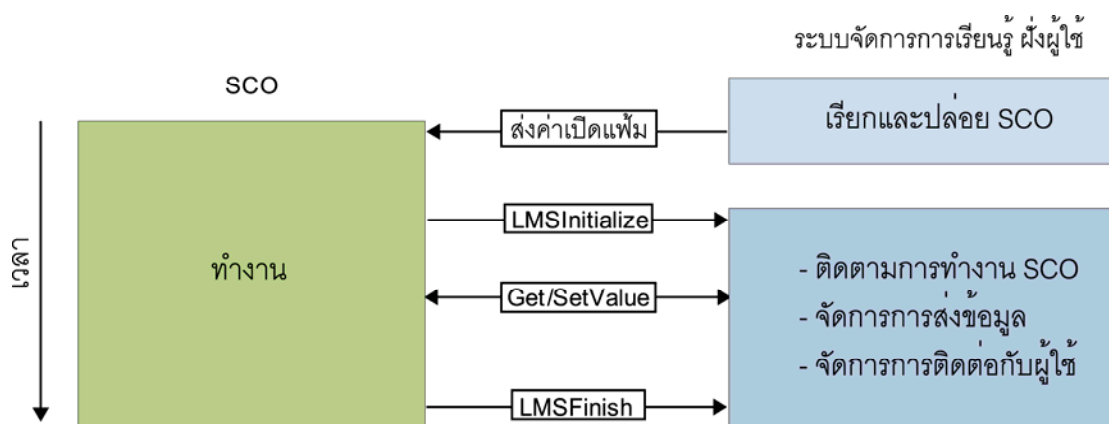 ระบบจัดการการเรียนรู้ ฝั่งผู้ใช้
SCO
เรียกและปล่อย SCO
ส่งค่าเปิดแฟ้ม
LMSInitialize
เวลา
ทำงาน
Get/SetValue
- ติดตามการทำงาน SCO
- จัดการการส่งข้อมูล
- จัดการการติดต่อกับผู้ใช้
LMSFinish